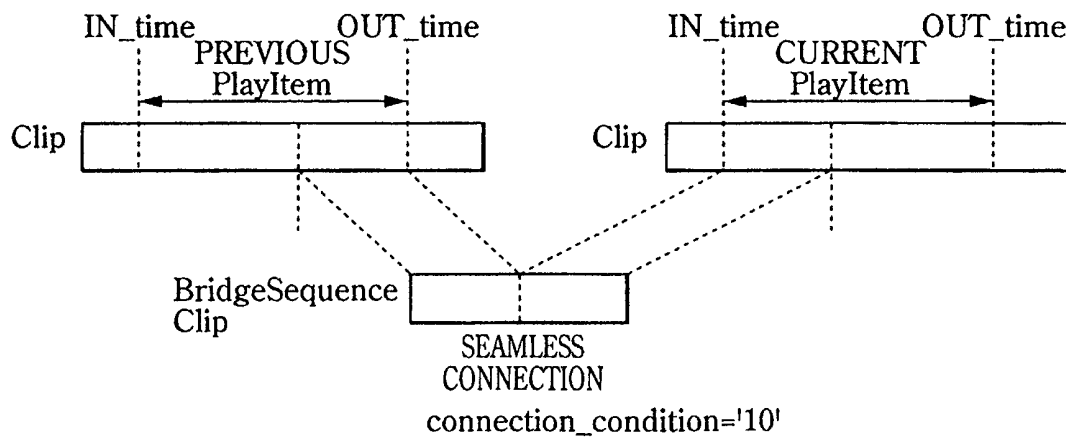 IN_time OUT_time IN_time OUT_time
PREVIOUS CURRENT
PlayItem PlayItem
Clip Clip
BridgeSequence
Clip
SEAMLESS
CONNECTION
connection_condition='10'